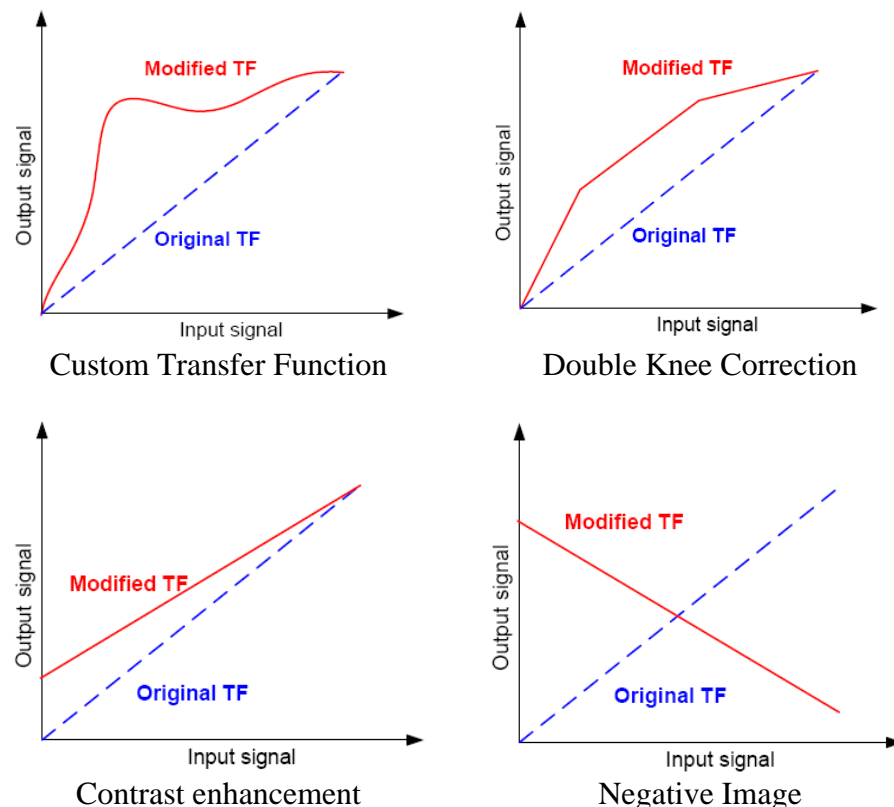 Output signal
Modified TF
Original TF
Input signal
Custom Transfer Function
Output signal
Modified TF
Original TF
Input signal
Double Knee Correction
Output signal
Modified TF
Original TF
Input signal
Contrast enhancement
Output signal
Modified TF
Original TF
Input signal
Negative Image